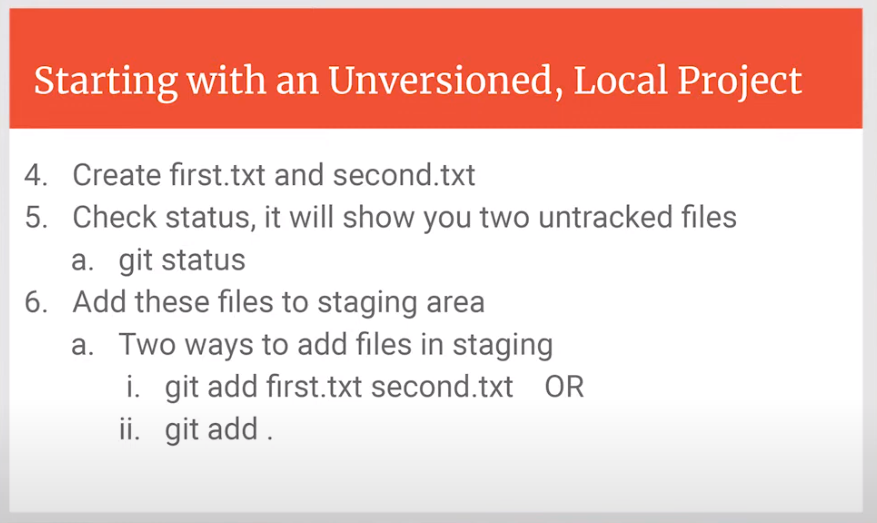 Starting with an Unversioned, Local Project
4. Create first.txt and second.txt
5. Check status, it will show you two untracked files
a. git status
6. Add these files to staging area
a. Two ways to add files in staging
i. git add first.txt second.txt OR
ii. git add .